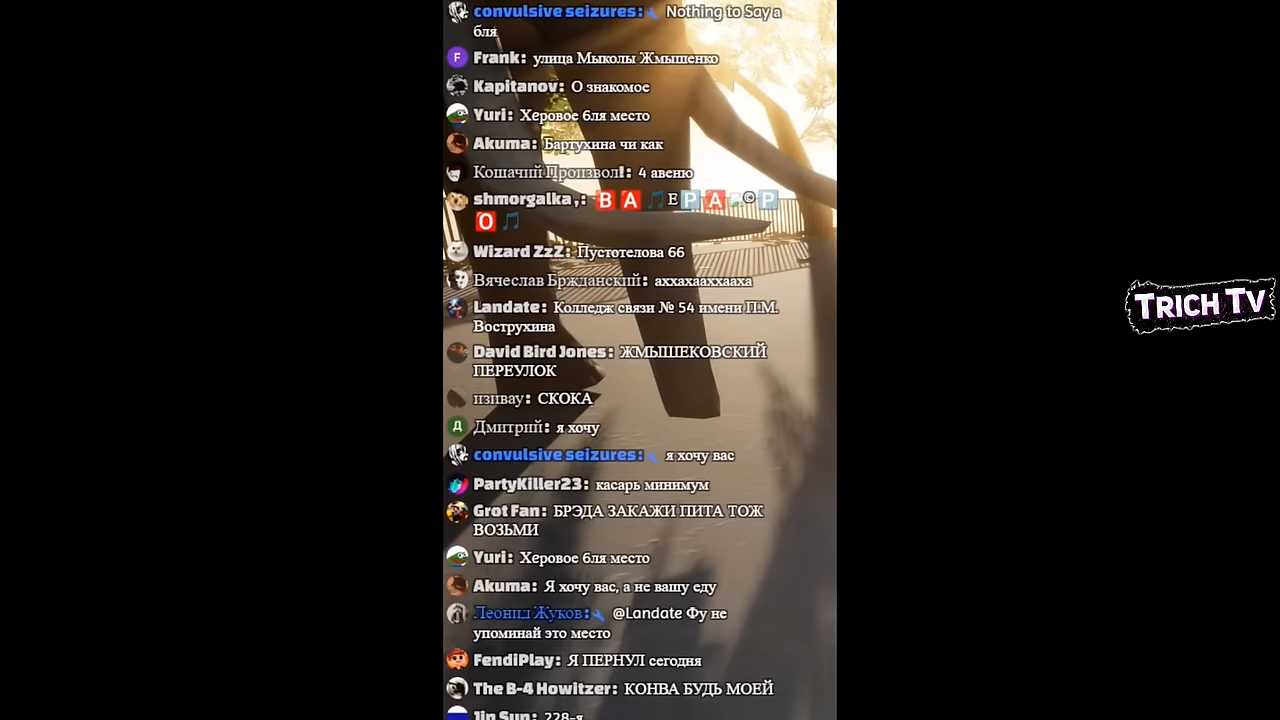 convulsive seizures: Nothing to Say а
бля
F Frank: улица Мыколы Жмышенко
Kapitanov: О знакомое
Yuri: Херовое бля место
Akuma: Бартухина чи как
Кошачий Произвол!: 4 авеню
shmorgalka,: В А Е Р А © Р
О
Wizard ZzZ: Пустотелова 66
Вячеслав Бржданский: аххахааххааха
TRICH TV
Landate: Колледж связи № 54 имени П.М.
Вострухина
David Bird Jones: ЖМЫШЕКОВСКИЙ
ПЕРЕУЛОК
изивау: СКОКА
Д Дмитрий: я хочу
convulsive seizures: я хочу вас
PartyKiller23: касарь минимум
Grot Fan: БРЭДА ЗАКАЖИ ПИТА ТОЖ
ВОЗЬМИ
Yuri: Херовое бля место
Akuma: Я хочу вас, а не вашу еду
Леонид Жуков: @Landate Фу не
упоминай это место
FendiPlay: Я ПЕРНУЛ сегодня
The B-4 Howitzer: КОНВА БУДЬ МОЕЙ
Jin Sun: 228-я